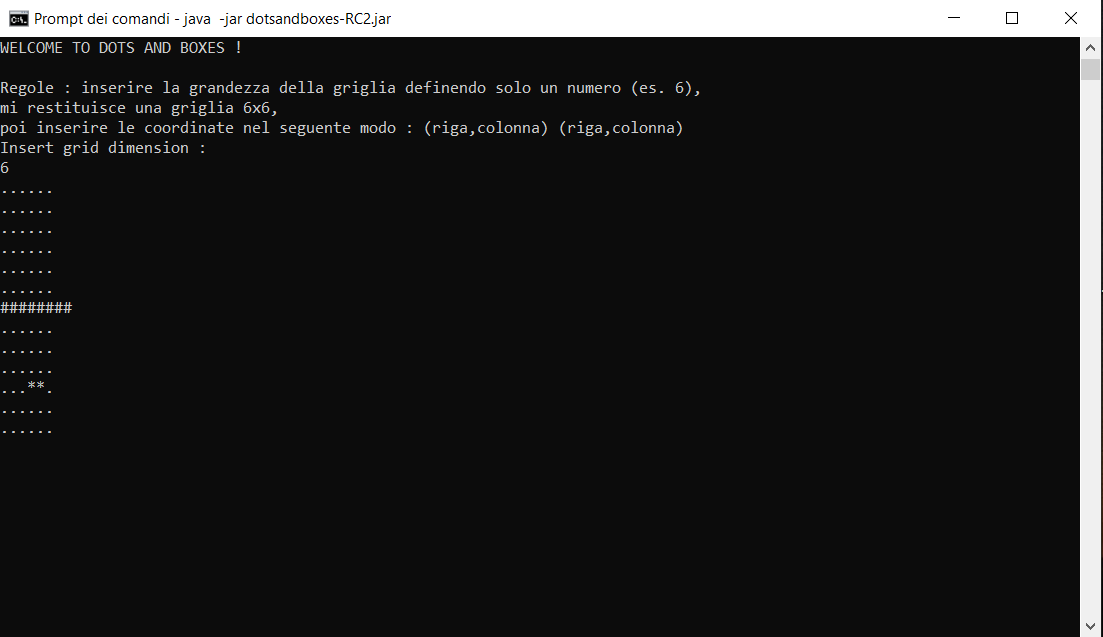 Prompt dei comandi - java  -jar dotsandboxes-RC2.jar
WELCOME TO DOTS AND BOXES !
Regole : inserire la grandezza della griglia definendo solo un numero (es. 6),
mi restituisce una griglia 6x6,
poi inserire le coordinate nel seguente modo : (riga,colonna) (riga,colonna)
Insert grid dimension :
6
......
......
......
......
......
......
########
......
......
......
...**.
......
......